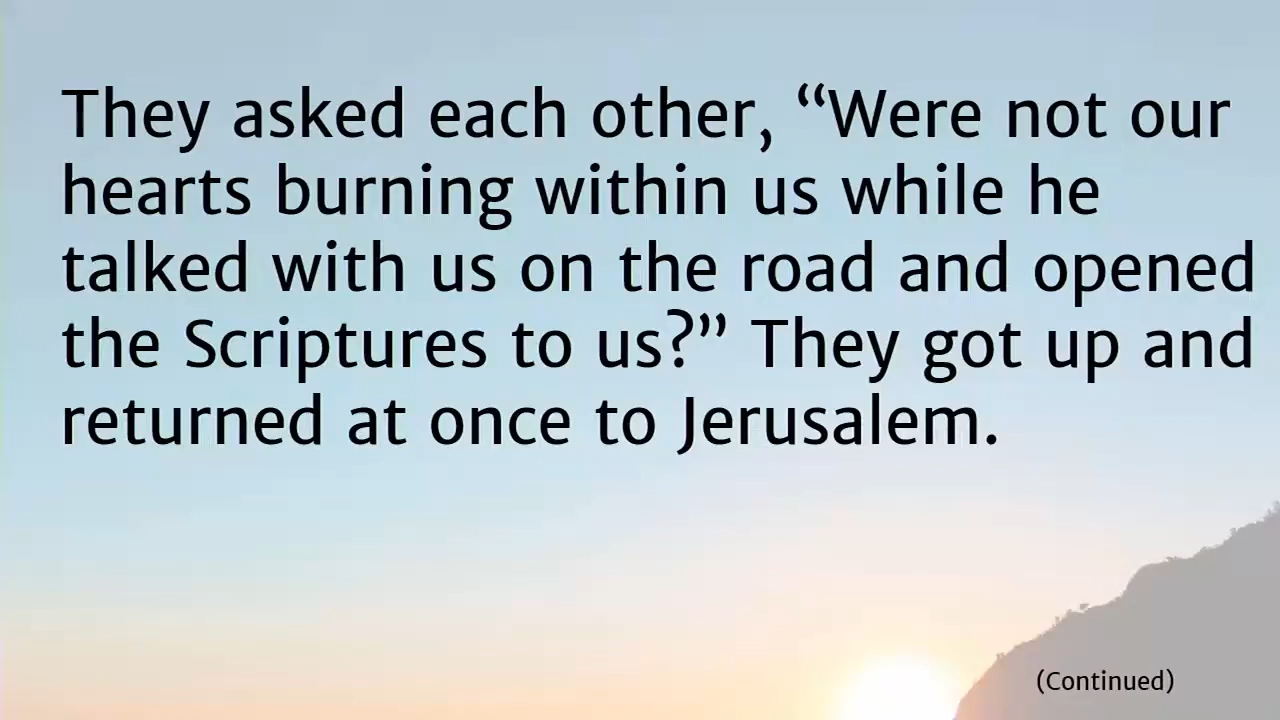 They asked each other, “Were not our
hearts burning within us while he
talked with us on the road and opened
the Scriptures to us?” They got up and
returned at once to Jerusalem.
(Continued)